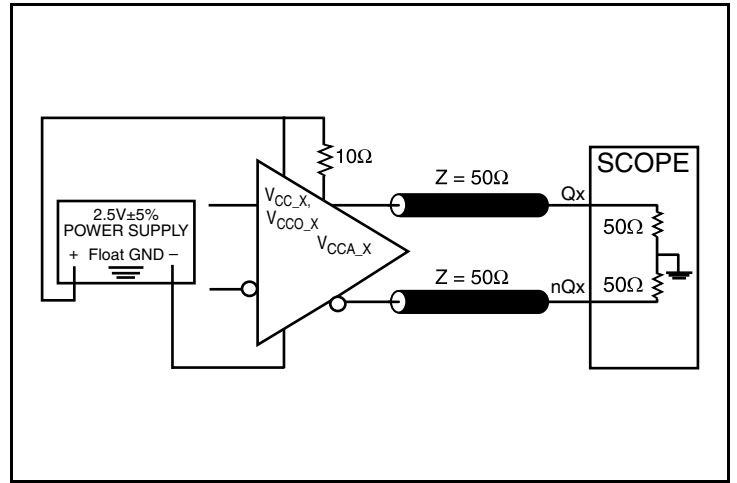 10Ω
SCOPE
Z = 50Ω
Qx
V_CC_X,
V_CCO_X
2.5V±5%
POWER SUPPLY
50Ω
V_CCA_X
+ Float GND −
Z = 50Ω
nQx
50Ω